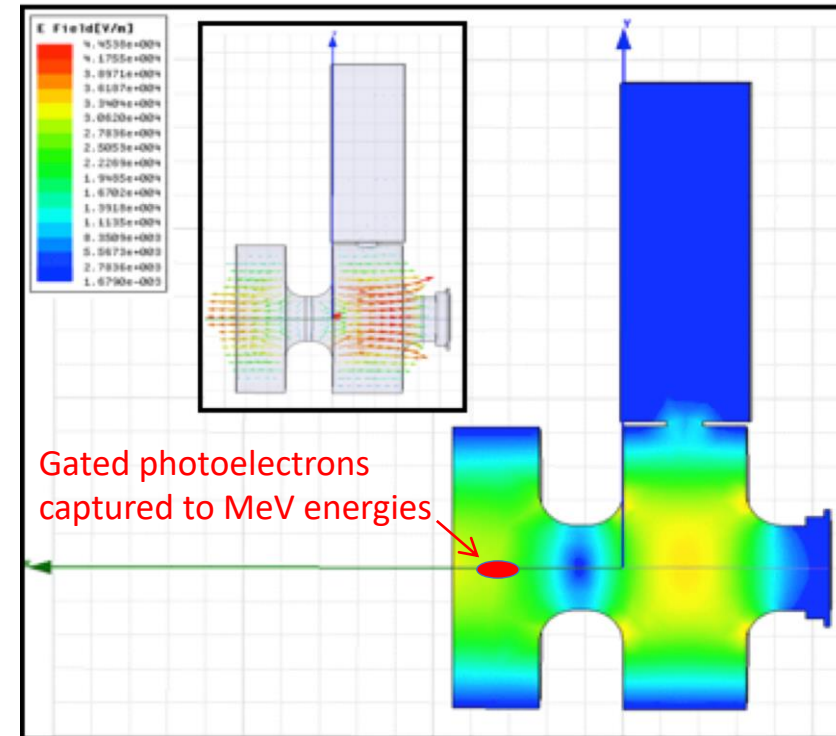 E Field[V/m]
4.4538e+004
4.1755e+004
3.8971e+004
3.6187e+004
3.3404e+004
3.0620e+004
2.7836e+004
2.5053e+004
2.2269e+004
1.9485e+004
1.6702e+004
1.3918e+004
1.1135e+004
8.3509e+003
5.5673e+003
2.7836e+003
1.6790e-003
z
Y
Gated photoelectrons
captured to MeV energies